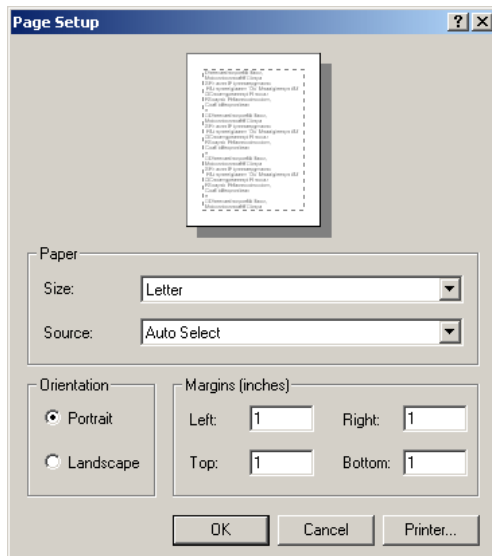 Page Setup
Paper
Size: Letter
Source: Auto Select
Orientation
Portrait
Landscape
Margins (inches)
Left: 1 Right: 1
Top: 1 Bottom: 1
OK Cancel Printer...